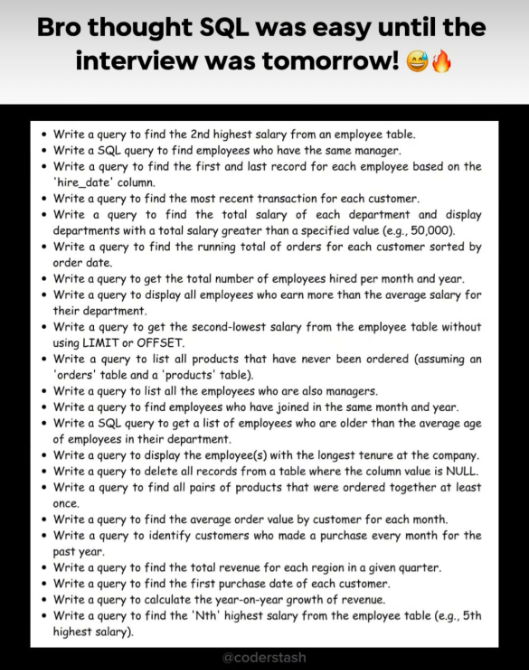 Bro thought SQL was easy until the
interview was tomorrow! 😅🔥
• Write a query to find the 2nd highest salary from an employee table.
• Write a SQL query to find employees who have the same manager.
• Write a query to find the first and last record for each employee based on the
'hire_date' column.
• Write a query to find the most recent transaction for each customer.
• Write a query to find the total salary of each department and display
departments with a total salary greater than a specified value (e.g., 50,000).
• Write a query to find the running total of orders for each customer sorted by
order date.
• Write a query to get the total number of employees hired per month and year.
• Write a query to display all employees who earn more than the average salary for
their department.
• Write a query to get the second-lowest salary from the employee table without
using LIMIT or OFFSET.
• Write a query to list all products that have never been ordered (assuming an
'orders' table and a 'products' table).
• Write a query to list all the employees who are also managers.
• Write a query to find employees who have joined in the same month and year.
• Write a SQL query to get a list of employees who are older than the average age
of employees in their department.
• Write a query to display the employee(s) with the longest tenure at the company.
• Write a query to delete all records from a table where the column value is NULL.
• Write a query to find all pairs of products that were ordered together at least
once.
• Write a query to find the average order value by customer for each month.
• Write a query to identify customers who made a purchase every month for the
past year.
• Write a query to find the total revenue for each region in a given quarter.
• Write a query to find the first purchase date of each customer.
• Write a query to calculate the year-on-year growth of revenue.
• Write a query to find the 'Nth' highest salary from the employee table (e.g., 5th
highest salary).
@coderstash